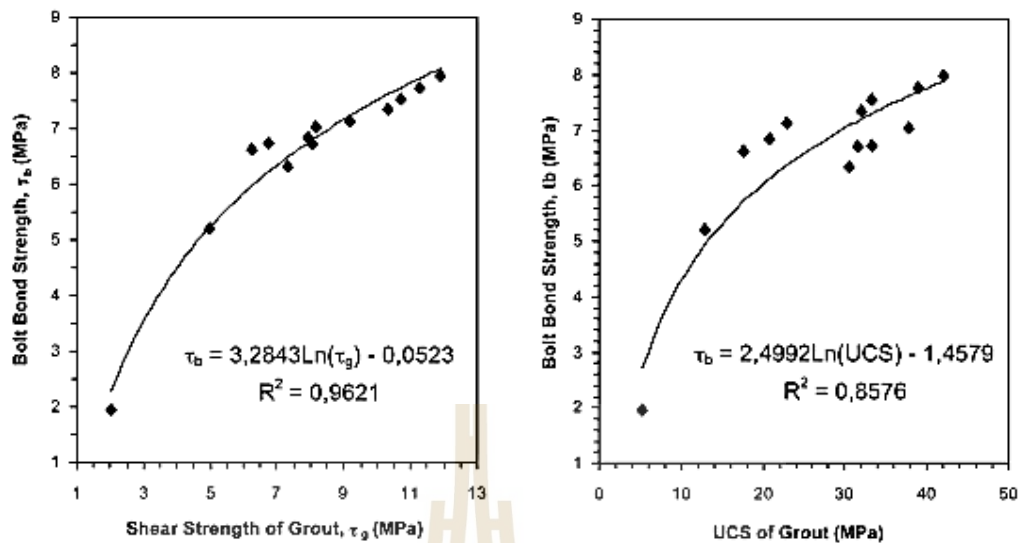 9
8
7
6
5
4
3
2
1
Bolt Bond Strength, τb (MPa)
τb = 3,2843Ln(τg) - 0,0523
R² = 0,9621
1 3 5 7 9 11 13
Shear Strength of Grout, τg (MPa)
9
8
7
6
5
4
3
2
1
Bolt Bond Strength, tb (MPa)
τb = 2,4992Ln(UCS) - 1,4579
R² = 0,8576
0 10 20 30 40 50
UCS of Grout (MPa)